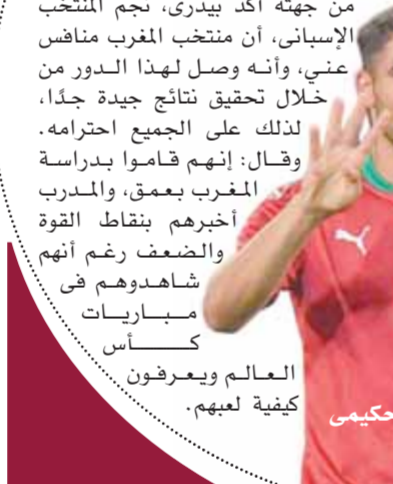 من جهته أكد بيدرى، نجم المنتخب
الإسبانى، أن منتخب المغرب منافس
عني، وأنه وصل لهذا الدور من
خلال تحقيق نتائج جيدة جدًا،
لذلك على الجميع احترامه.
وقال: إنهم قاموا بدراسة
المغرب بعمق، والمدرب
أخبرهم بنقاط القوة
والضعف رغم أنهم
شاهدوهم فى
مباريات
كأس
العالم ويعرفون
كيفية لعبهم.
حكيمى